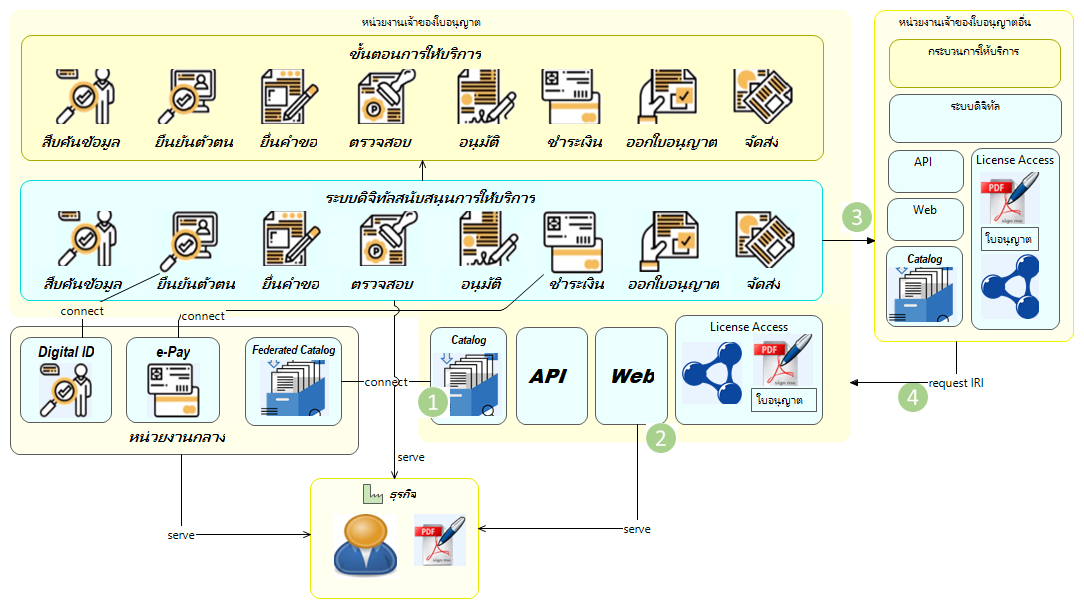 หน่วยงานเจ้าของใบอนุญาต
ขั้นตอนการให้บริการ
สืบค้นข้อมูล ยืนยันตัวตน ยื่นคำขอ ตรวจสอบ อนุมัติ ชำระเงิน ออกใบอนุญาต จัดส่ง
ระบบดิจิทัลสนับสนุนการให้บริการ
สืบค้นข้อมูล ยืนยันตัวตน ยื่นคำขอ ตรวจสอบ อนุมัติ ชำระเงิน ออกใบอนุญาต จัดส่ง
หน่วยงานเจ้าของใบอนุญาตอื่น
กระบวนการให้บริการ
ระบบดิจิทัล
API
License Access
PDF
sign me
ใบอนุญาต
Web
Catalog
3
connect
connect
Digital ID
e-Pay
Federated Catalog
หน่วยงานกลาง
connect
1
Catalog
API
Web
License Access
PDF
sign me
ใบอนุญาต
2
request IRI
4
serve
serve
serve
ธุรกิจ
PDF
sign me